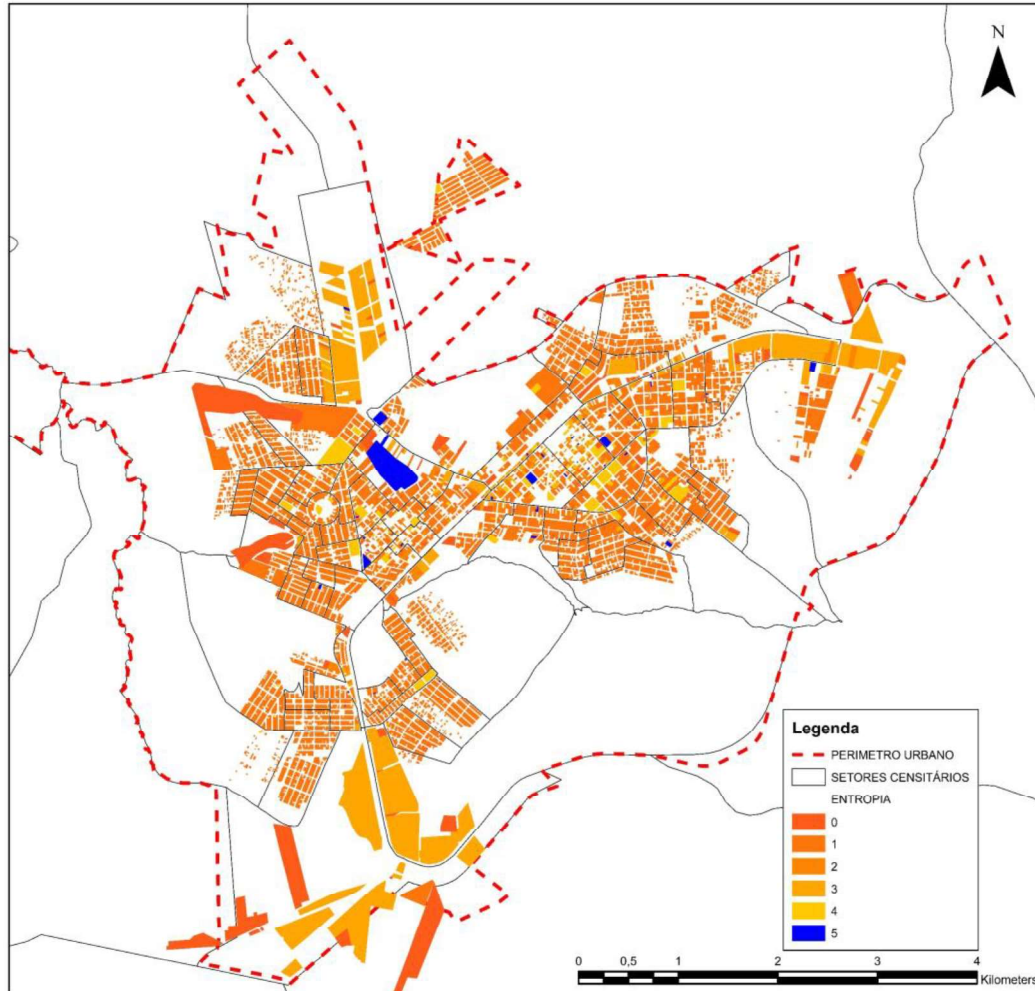 N
Legenda
PERIMETRO URBANO
SETORES CENSITÁRIOS
ENTROPIA
0
1
2
3
4
5
0 0,5 1 2 3 4
Kilometers